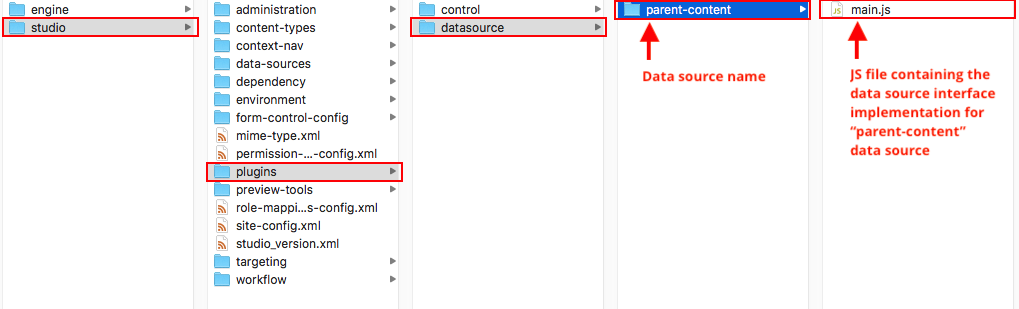 engine
studio
administration
content-types
context-nav
data-sources
dependency
environment
form-control-config
mime-type.xml
permission-...-config.xml
plugins
preview-tools
role-mappi...s-config.xml
site-config.xml
studio_version.xml
targeting
workflow
control
datasource
parent-content
Data source name
JS
main.js
JS file containing the
data source interface
implementation for
“parent-content”
data source